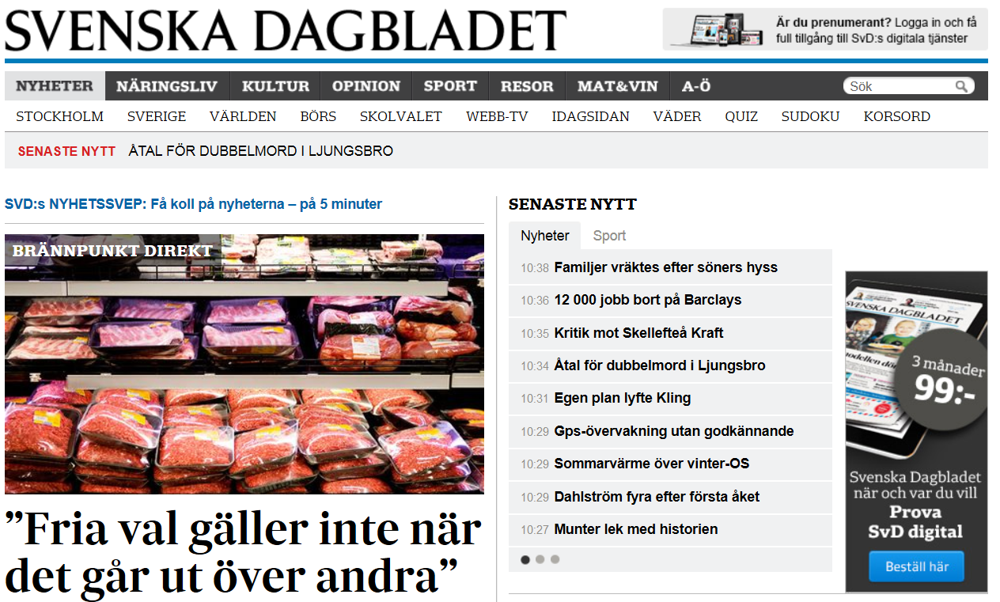 SVENSKA DAGBLADET
Är du prenumerant? Logga in och få
full tillgång till SvD:s digitala tjänster
NYHETER NÄRINGSLIV KULTUR OPINION SPORT RESOR MAT&VIN A-Ö Sök
STOCKHOLM SVERIGE VÄRLDEN BÖRS SKOLVALET WEBB-TV IDAGSIDAN VÄDER QUIZ SUDOKU KORSORD
SENASTE NYTT ÅTAL FÖR DUBBELMORD I LJUNGSBRO
SVD:s NYHETSSVEP: Få koll på nyheterna – på 5 minuter
BRÄNNPUNKT DIREKT
”Fria val gäller inte när
det går ut över andra”
SENASTE NYTT
Nyheter Sport
10:38 Familjer vräktes efter söners hyss
10:36 12 000 jobb bort på Barclays
10:35 Kritik mot Skellefteå Kraft
10:34 Åtal för dubbelmord i Ljungsbro
10:31 Egen plan lyfte Kling
10:29 Gps-övervakning utan godkännande
10:29 Sommarvärme över vinter-OS
10:29 Dahlström fyra efter första åket
10:27 Munter lek med historien
SVENSKA DAGBLADET
3 månader
99:-
Svenska Dagbladet
när och var du vill
Prova
SvD digital
Beställ här